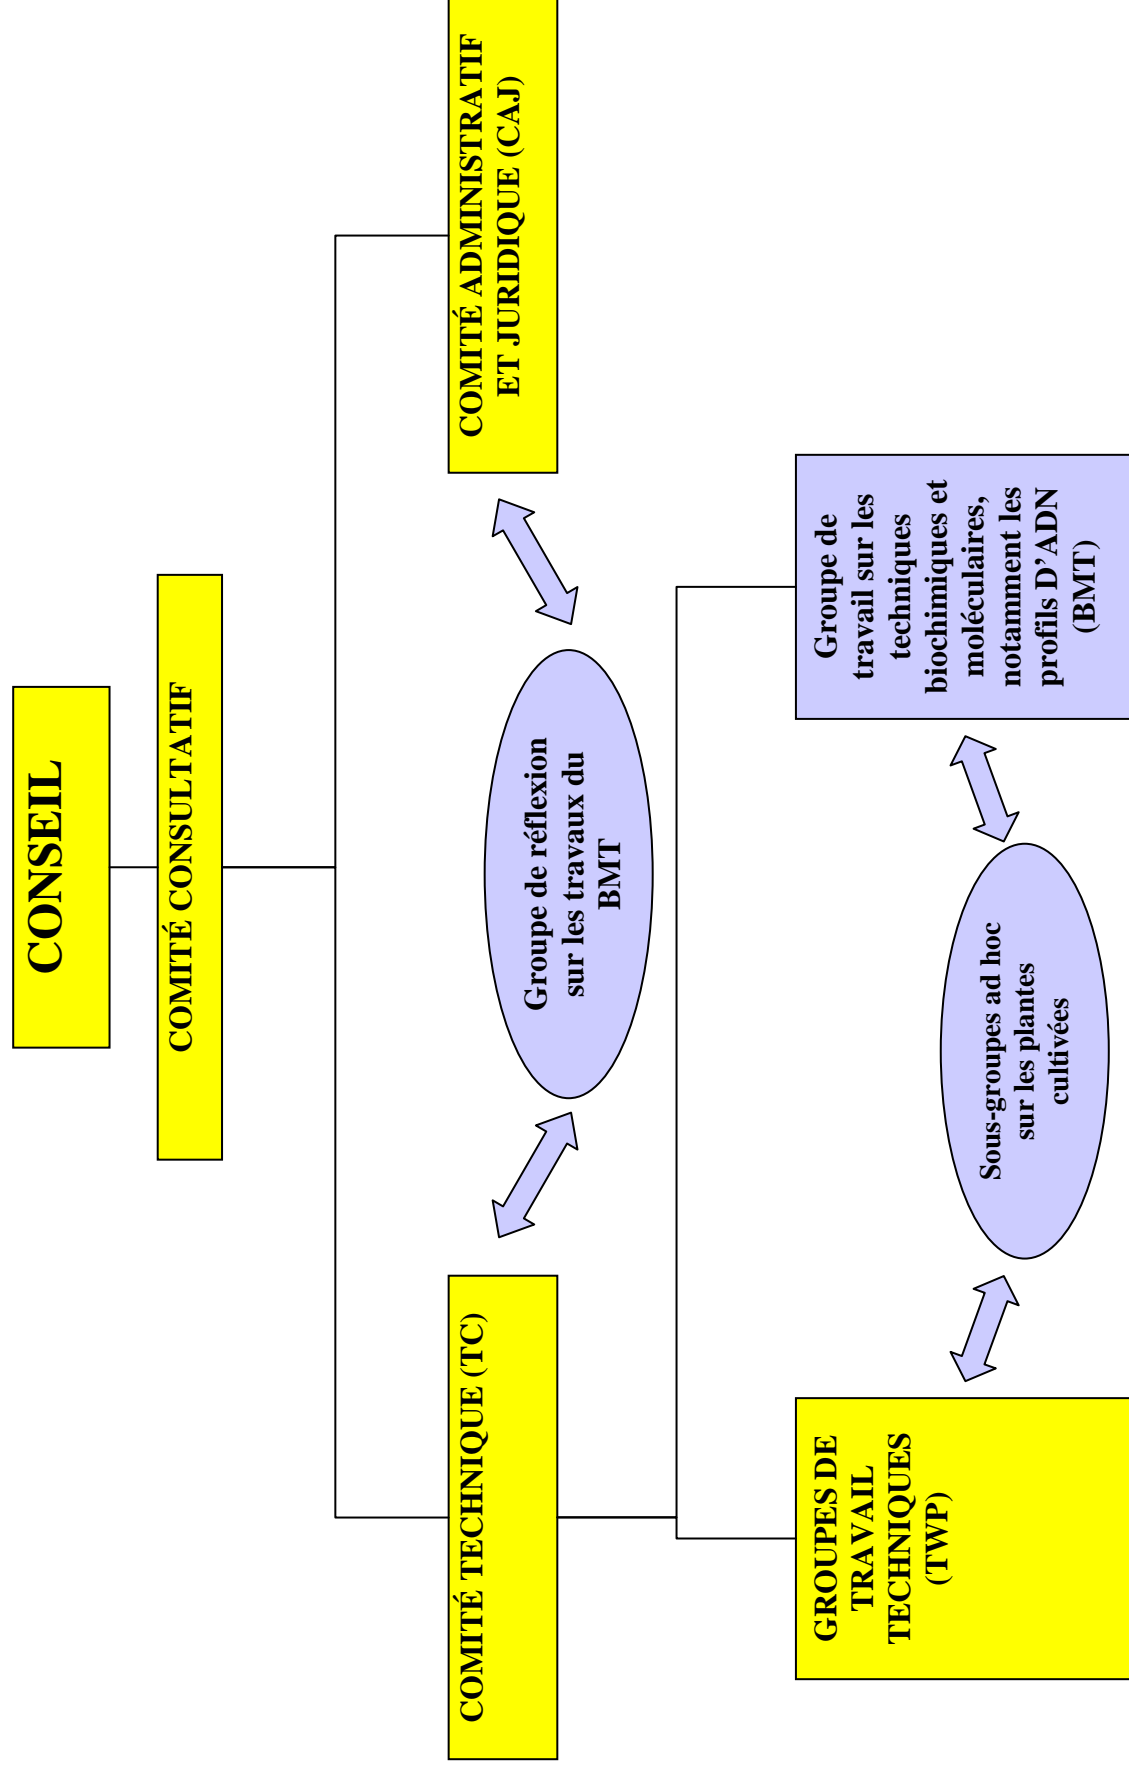 CONSEIL
COMITÉ CONSULTATIF
COMITÉ TECHNIQUE (TC)
COMITÉ ADMINISTRATIF
ET JURIDIQUE (CAJ)
Groupe de réflexion
sur les travaux du
BMT
GROUPES DE
TRAVAIL
TECHNIQUES
(TWP)
Sous-groupes ad hoc
sur les plantes
cultivées
Groupe de
travail sur les
techniques
biochimiques et
moléculaires,
notamment les
profils D’ADN
(BMT)